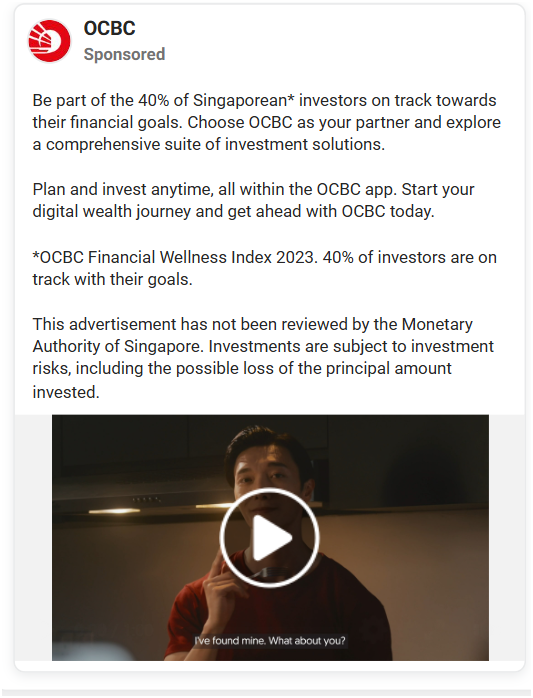 OCBC
Sponsored
Be part of the 40% of Singaporean* investors on track towards
their financial goals. Choose OCBC as your partner and explore
a comprehensive suite of investment solutions.
Plan and invest anytime, all within the OCBC app. Start your
digital wealth journey and get ahead with OCBC today.
*OCBC Financial Wellness Index 2023. 40% of investors are on
track with their goals.
This advertisement has not been reviewed by the Monetary
Authority of Singapore. Investments are subject to investment
risks, including the possible loss of the principal amount
invested.
I've found mine. What about you?